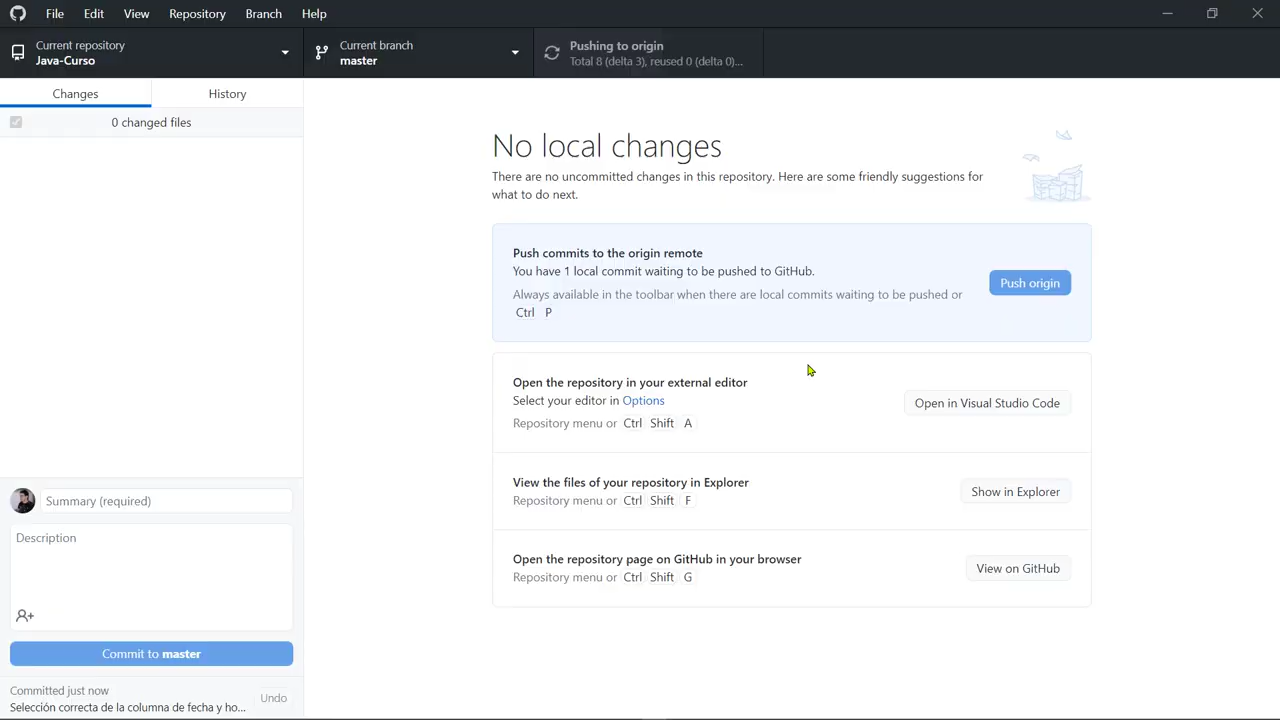 File Edit View Repository Branch Help
Current repository
Java-Curso
Current branch
master
Pushing to origin
Total 8 (delta 3), reused 0 (delta 0)...
Changes
History
0 changed files
No local changes
There are no uncommitted changes in this repository. Here are some friendly suggestions for
what to do next.
Push commits to the origin remote
You have 1 local commit waiting to be pushed to GitHub.
Always available in the toolbar when there are local commits waiting to be pushed or
Ctrl P
Push origin
Open the repository in your external editor
Select your editor in Options
Repository menu or Ctrl Shift A
Open in Visual Studio Code
View the files of your repository in Explorer
Repository menu or Ctrl Shift F
Show in Explorer
Open the repository page on GitHub in your browser
Repository menu or Ctrl Shift G
View on GitHub
Summary (required)
Description
Commit to master
Committed just now
Selección correcta de la columna de fecha y ho...
Undo